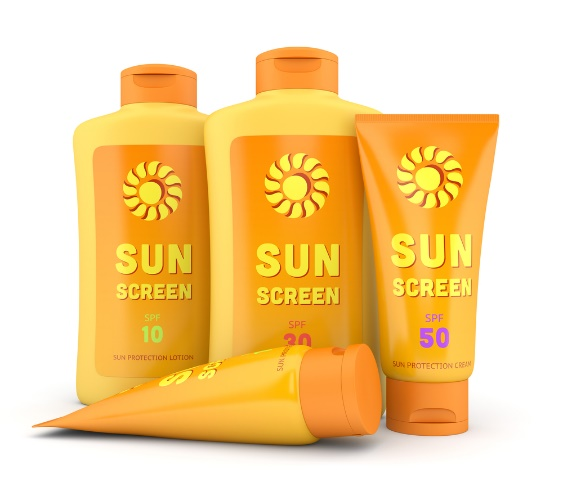 SUN
SCREEN
SPF
10
SUN PROTECTION LOTION
SUN
SCREEN
SPF
30
SUN
SCREEN
SPF
50
SUN PROTECTION CREAM